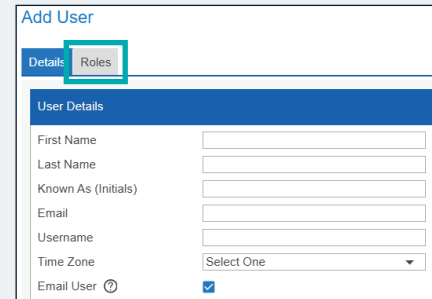 Add User
Details Roles
User Details
First Name
Last Name
Known As (Initials)
Email
Username
Time Zone Select One
Email User ?